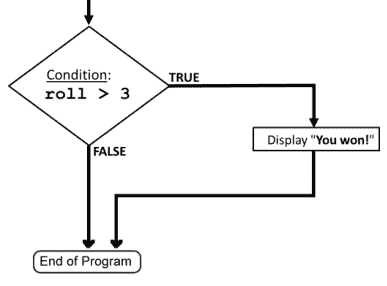 Condition:
roll > 3
TRUE
FALSE
Display "You won!"
End of Program